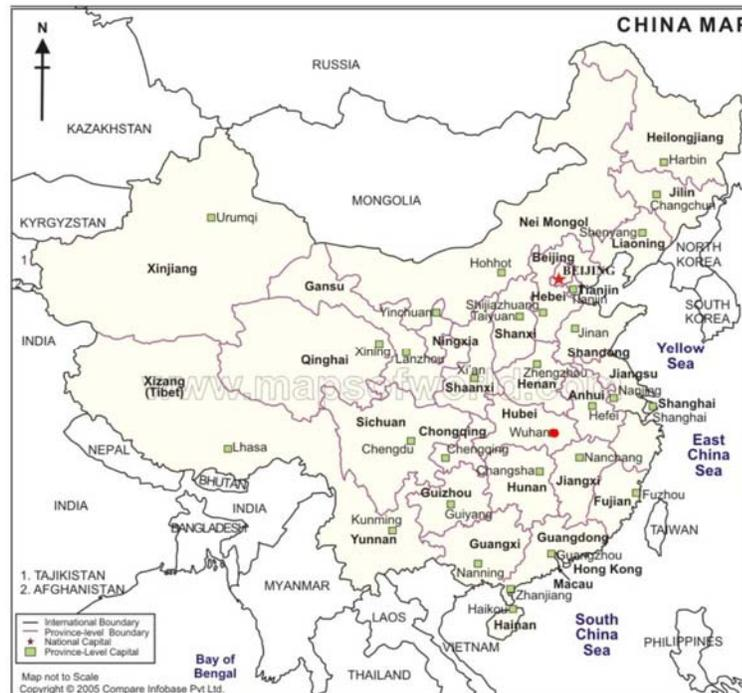 CHINA MAP
N
RUSSIA
KAZAKHSTAN
Heilongjiang
Harbin
MONGOLIA
Jilin
Changchun
KYRGYZSTAN
Urumqi
Nei Mongol
Shenyang
Liaoning
NORTH
KOREA
1
Xinjiang
Gansu
Hohhot
Beijing
BEIJING
Tianjin
Tianjin
Hebei
Shijiazhuang
Taiyuan
SOUTH
KOREA
Yinchuan
Ningxia
Shanxi
Jinan
INDIA
Qinghai
Xining
Lanzhou
Shandong
Yellow
Sea
Xizang
(Tibet)
www.mapsofworld.com
Xi'an
Shaanxi
Zhengzhou
Henan
Jiangsu
Nanjing
Anhui
Hefei
Shanghai
Shanghai
Sichuan
Chengdu
Chongqing
Chengqing
Hubei
Wuhan
East
China
Sea
NEPAL
Lhasa
BHUTAN
Changsha
Hunan
Nanchang
Jiangxi
Fujian
Fuzhou
INDIA
INDIA
BANGLADESH
Guizhou
Guiyang
Kunming
Yunnan
Guangxi
Nanning
Guangdong
Guangzhou
Hong Kong
Macau
TAIWAN
1. TAJIKISTAN
2. AFGHANISTAN
MYANMAR
Zhanjiang
Haikou
Hainan
LAOS
VIETNAM
South
China
Sea
PHILIPPINES
International Boundary
Province-level Boundary
National Capital
Province-Level Capital
Bay of
Bengal
THAILAND
Map not to Scale
Copyright © 2005 Compare Infobase Pvt Ltd.